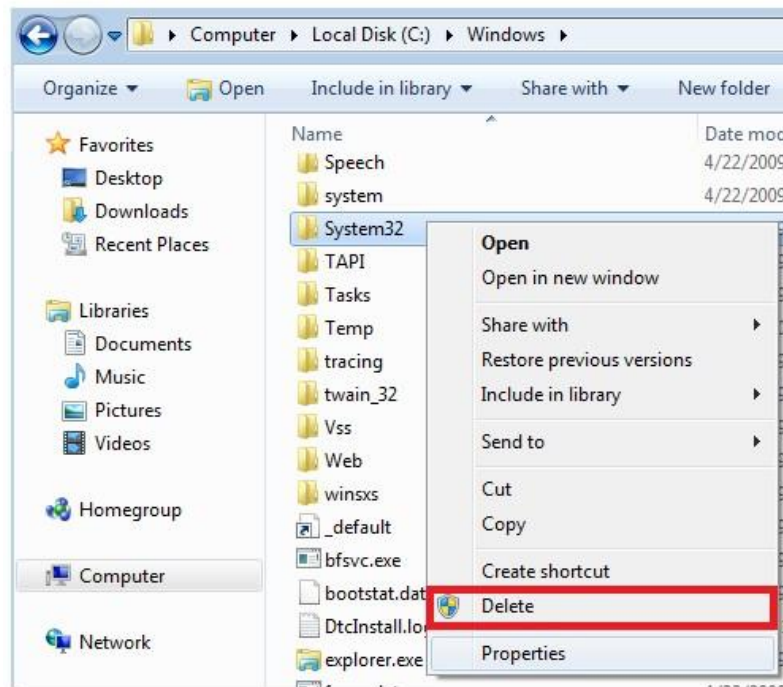 Computer Local Disk (C:) Windows
Organize Open Include in library Share with New folder
Favorites
Desktop
Downloads
Recent Places
Libraries
Documents
Music
Pictures
Videos
Homegroup
Computer
Network
Name Date mod
Speech 4/22/2009
system 4/22/2009
System32
TAPI
Tasks
Temp
tracing
twain_32
Vss
Web
winsxs
_default
bfsvc.exe
bootstat.dat
DtcInstall.lo
explorer.exe
Open
Open in new window
Share with
Restore previous versions
Include in library
Send to
Cut
Copy
Create shortcut
Delete
Properties